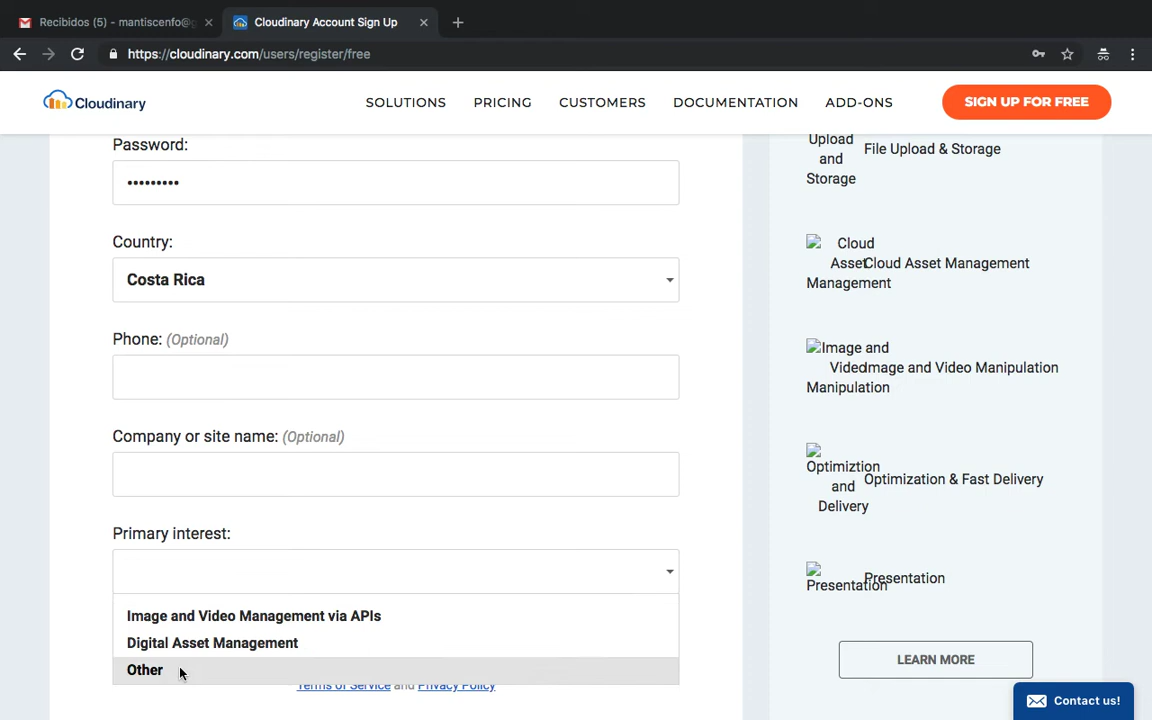 Recibidos (5) - mantiscenfo@g
Cloudinary Account Sign Up
https://cloudinary.com/users/register/free
Cloudinary
SOLUTIONS
PRICING
CUSTOMERS
DOCUMENTATION
ADD-ONS
SIGN UP FOR FREE
Password:
•••••••••
Country:
Costa Rica
Phone: (Optional)
Company or site name: (Optional)
Primary interest:
Image and Video Management via APIs
Digital Asset Management
Other
Terms of Service and Privacy Policy
Upload
and
Storage
File Upload & Storage
Cloud
Asset
Management
Cloud Asset Management
Image and
Video
Manipulation
Image and Video Manipulation
Optimiztion
and
Delivery
Optimization & Fast Delivery
Presentation
Presentation
LEARN MORE
Contact us!